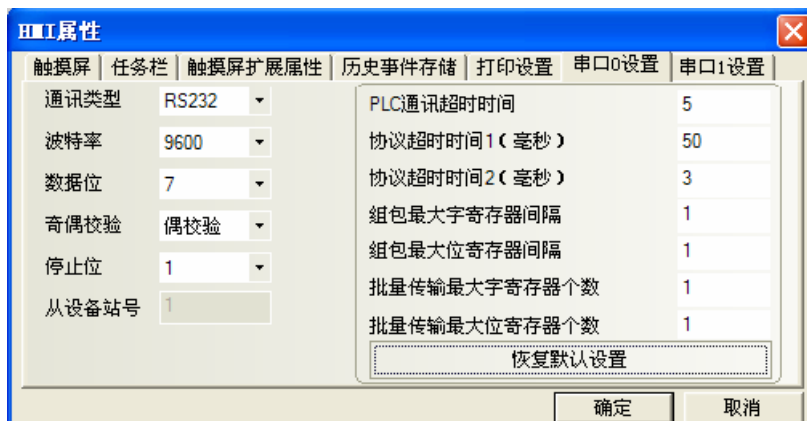 HMI属性
触摸屏 任务栏 触摸屏扩展属性 历史事件存储 打印设置 串口0设置 串口1设置
通讯类型 RS232
波特率 9600
数据位 7
奇偶校验 偶校验
停止位 1
从设备站号 1
PLC通讯超时时间 5
协议超时时间1(毫秒) 50
协议超时时间2(毫秒) 3
组包最大字寄存器间隔 1
组包最大位寄存器间隔 1
批量传输最大字寄存器个数 1
批量传输最大位寄存器个数 1
恢复默认设置
确定 取消